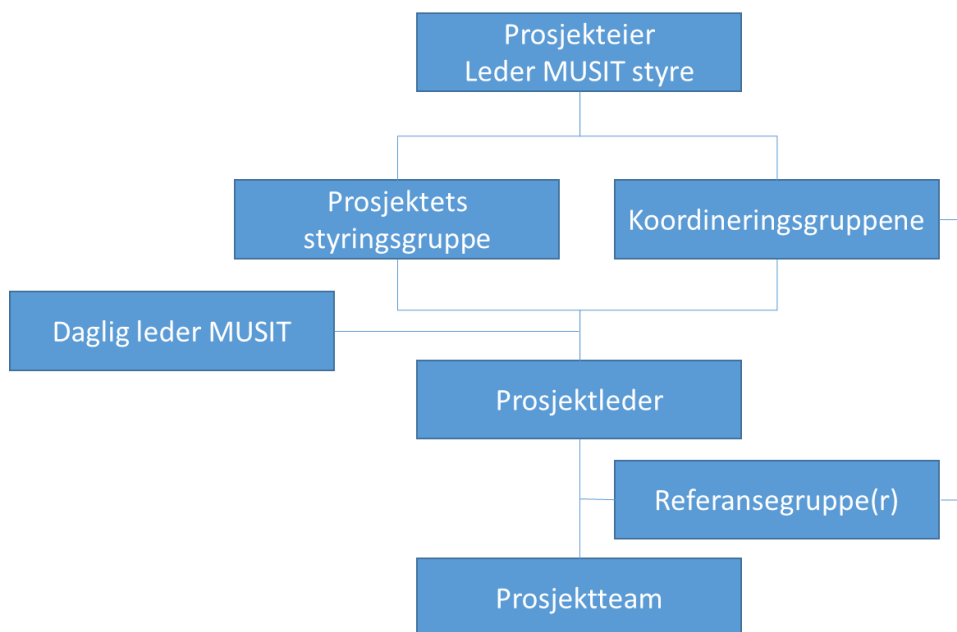 Prosjekteier
Leder MUSIT styre
Prosjektets
styringsgruppe
Koordineringsgruppene
Daglig leder MUSIT
Prosjektleder
Referansegruppe(r)
Prosjektteam